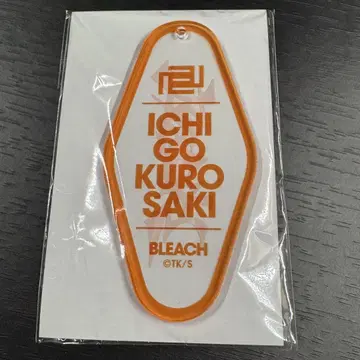 ICHI
GO
KURO
SAKI
BLEACH
©TK/S